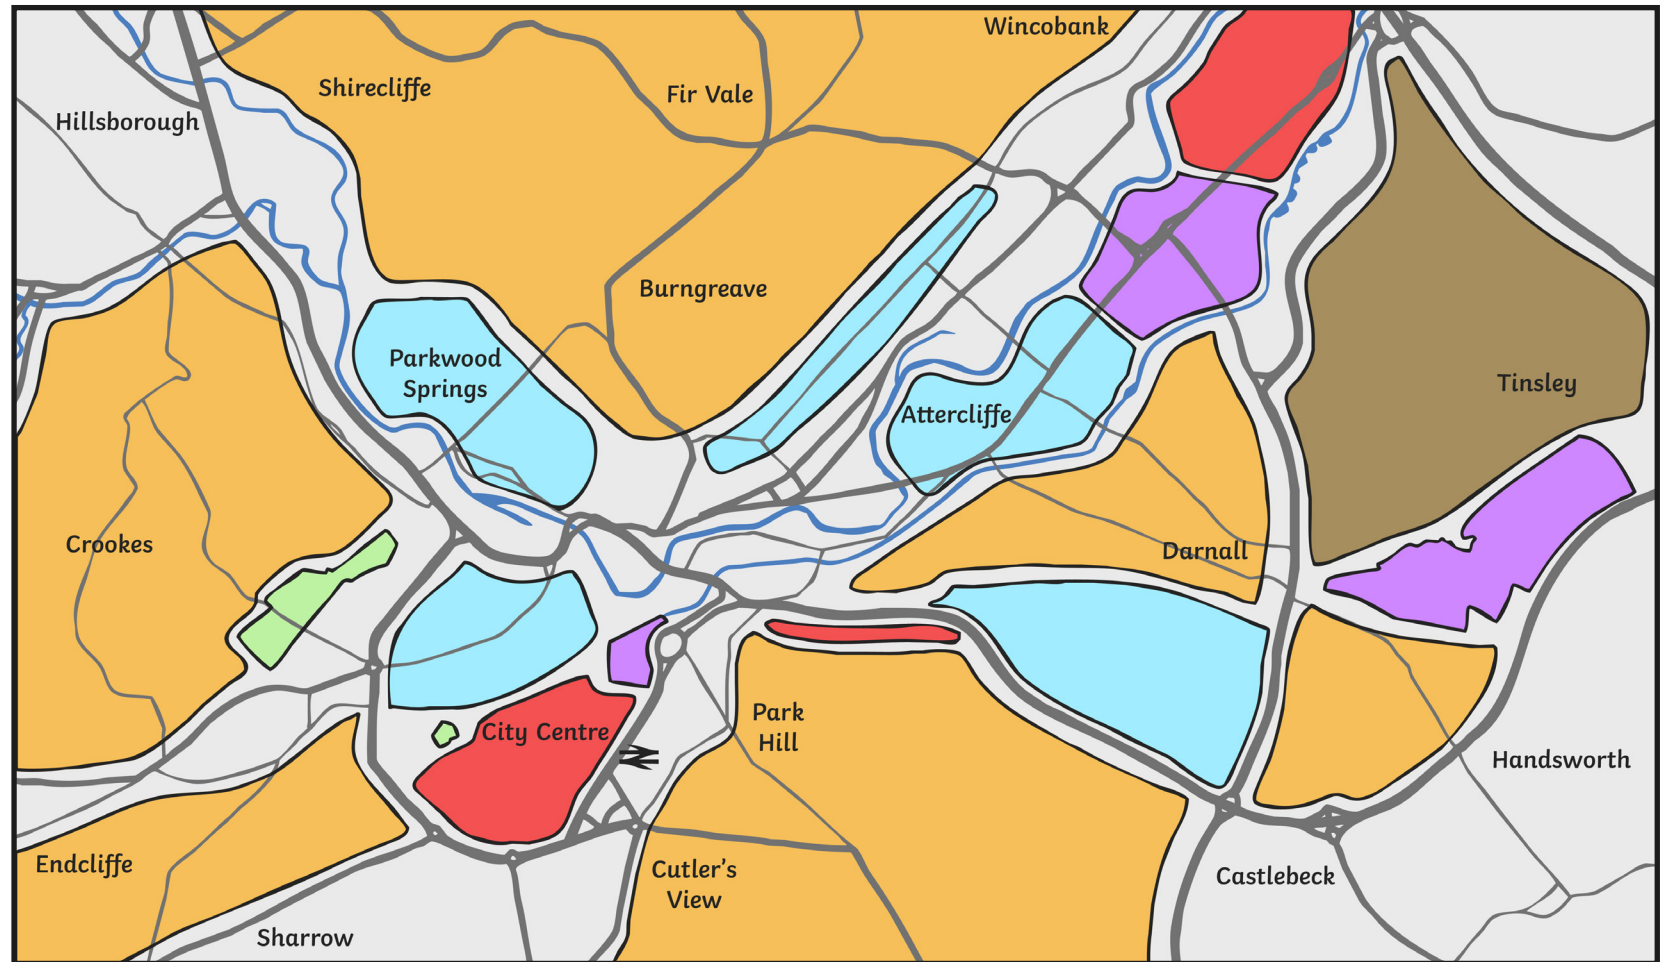 Wincobank
Shirecliffe
Fir Vale
Hillsborough
Burngreave
Parkwood
Springs
Tinsley
Attercliffe
Crookes
Darnall
Park
Hill
City Centre
Handsworth
Endcliffe
Cutler's
View
Castlebeck
Sharrow